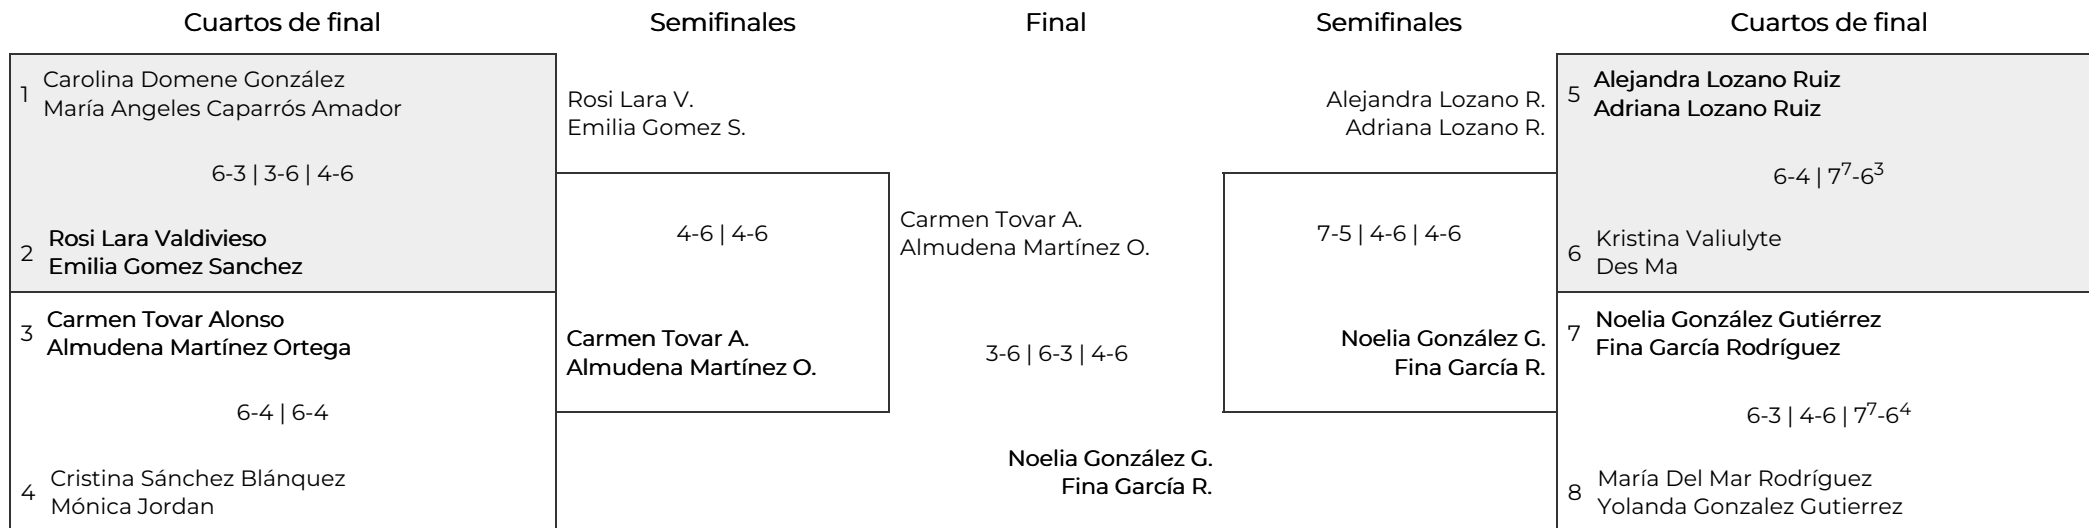 Cuartos de final
Semifinales
Final
Semifinales
Cuartos de final
1
Carolina Domene González
María Angeles Caparrós Amador
6-3 | 3-6 | 4-6
2
Rosi Lara Valdivieso
Emilia Gomez Sanchez
3
Carmen Tovar Alonso
Almudena Martínez Ortega
6-4 | 6-4
4
Cristina Sánchez Blánquez
Mónica Jordan
Rosi Lara V.
Emilia Gomez S.
4-6 | 4-6
Carmen Tovar A.
Almudena Martínez O.
Carmen Tovar A.
Almudena Martínez O.
3-6 | 6-3 | 4-6
Noelia González G.
Fina García R.
Alejandra Lozano R.
Adriana Lozano R.
7-5 | 4-6 | 4-6
Noelia González G.
Fina García R.
5
Alejandra Lozano Ruiz
Adriana Lozano Ruiz
6-4 | 7⁷-6³
6
Kristina Valiulyte
Des Ma
7
Noelia González Gutiérrez
Fina García Rodríguez
6-3 | 4-6 | 7⁷-6⁴
8
María Del Mar Rodríguez
Yolanda Gonzalez Gutierrez